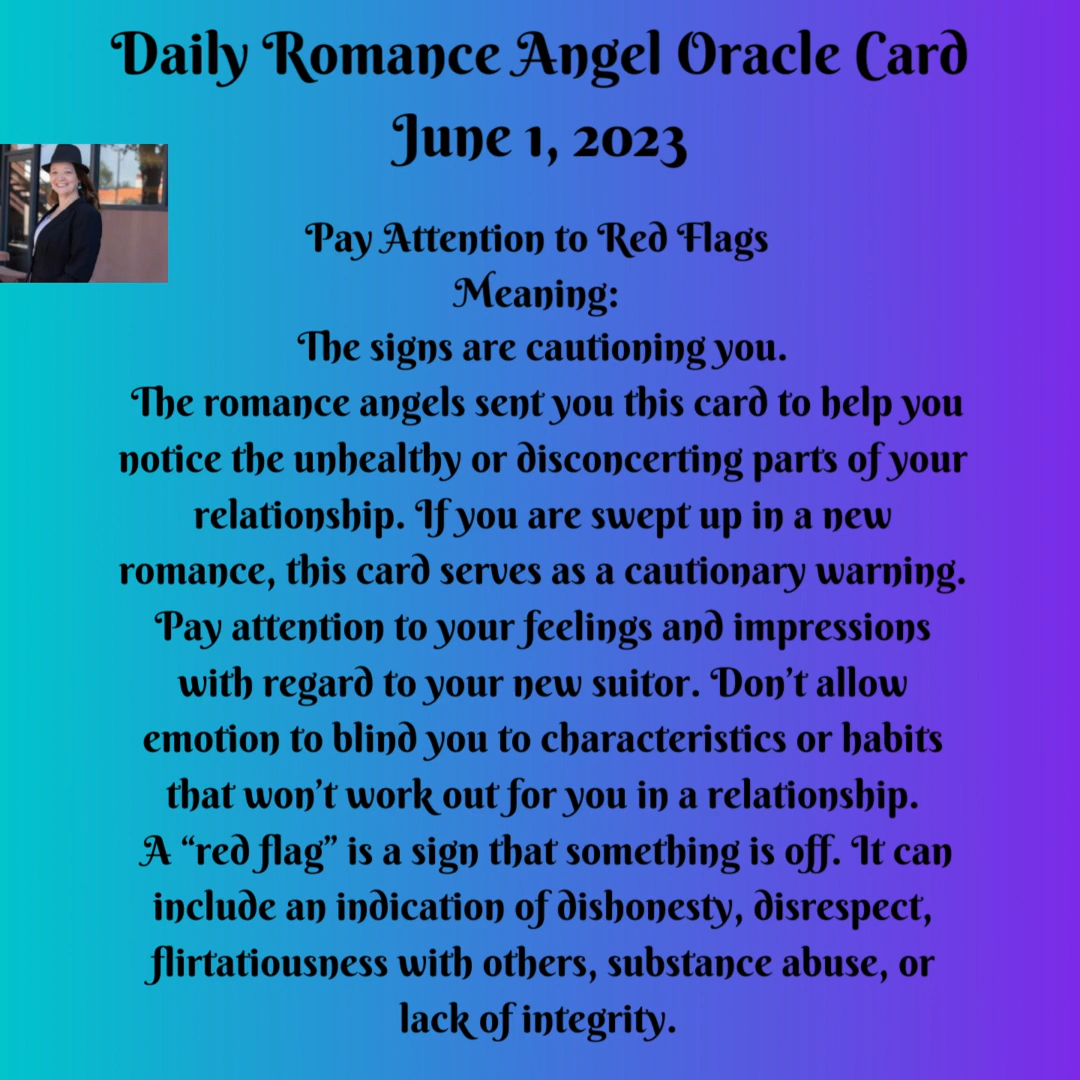 Daily Romance Angel Oracle Card
June 1, 2023
Pay Attention to Red Flags
Meaning:
The signs are cautioning you.
The romance angels sent you this card to help you
notice the unhealthy or disconcerting parts of your
relationship. If you are swept up in a new
romance, this card serves as a cautionary warning.
Pay attention to your feelings and impressions
with regard to your new suitor. Don’t allow
emotion to blind you to characteristics or habits
that won’t work out for you in a relationship.
A “red flag” is a sign that something is off. It can
include an indication of dishonesty, disrespect,
flirtatiousness with others, substance abuse, or
lack of integrity.